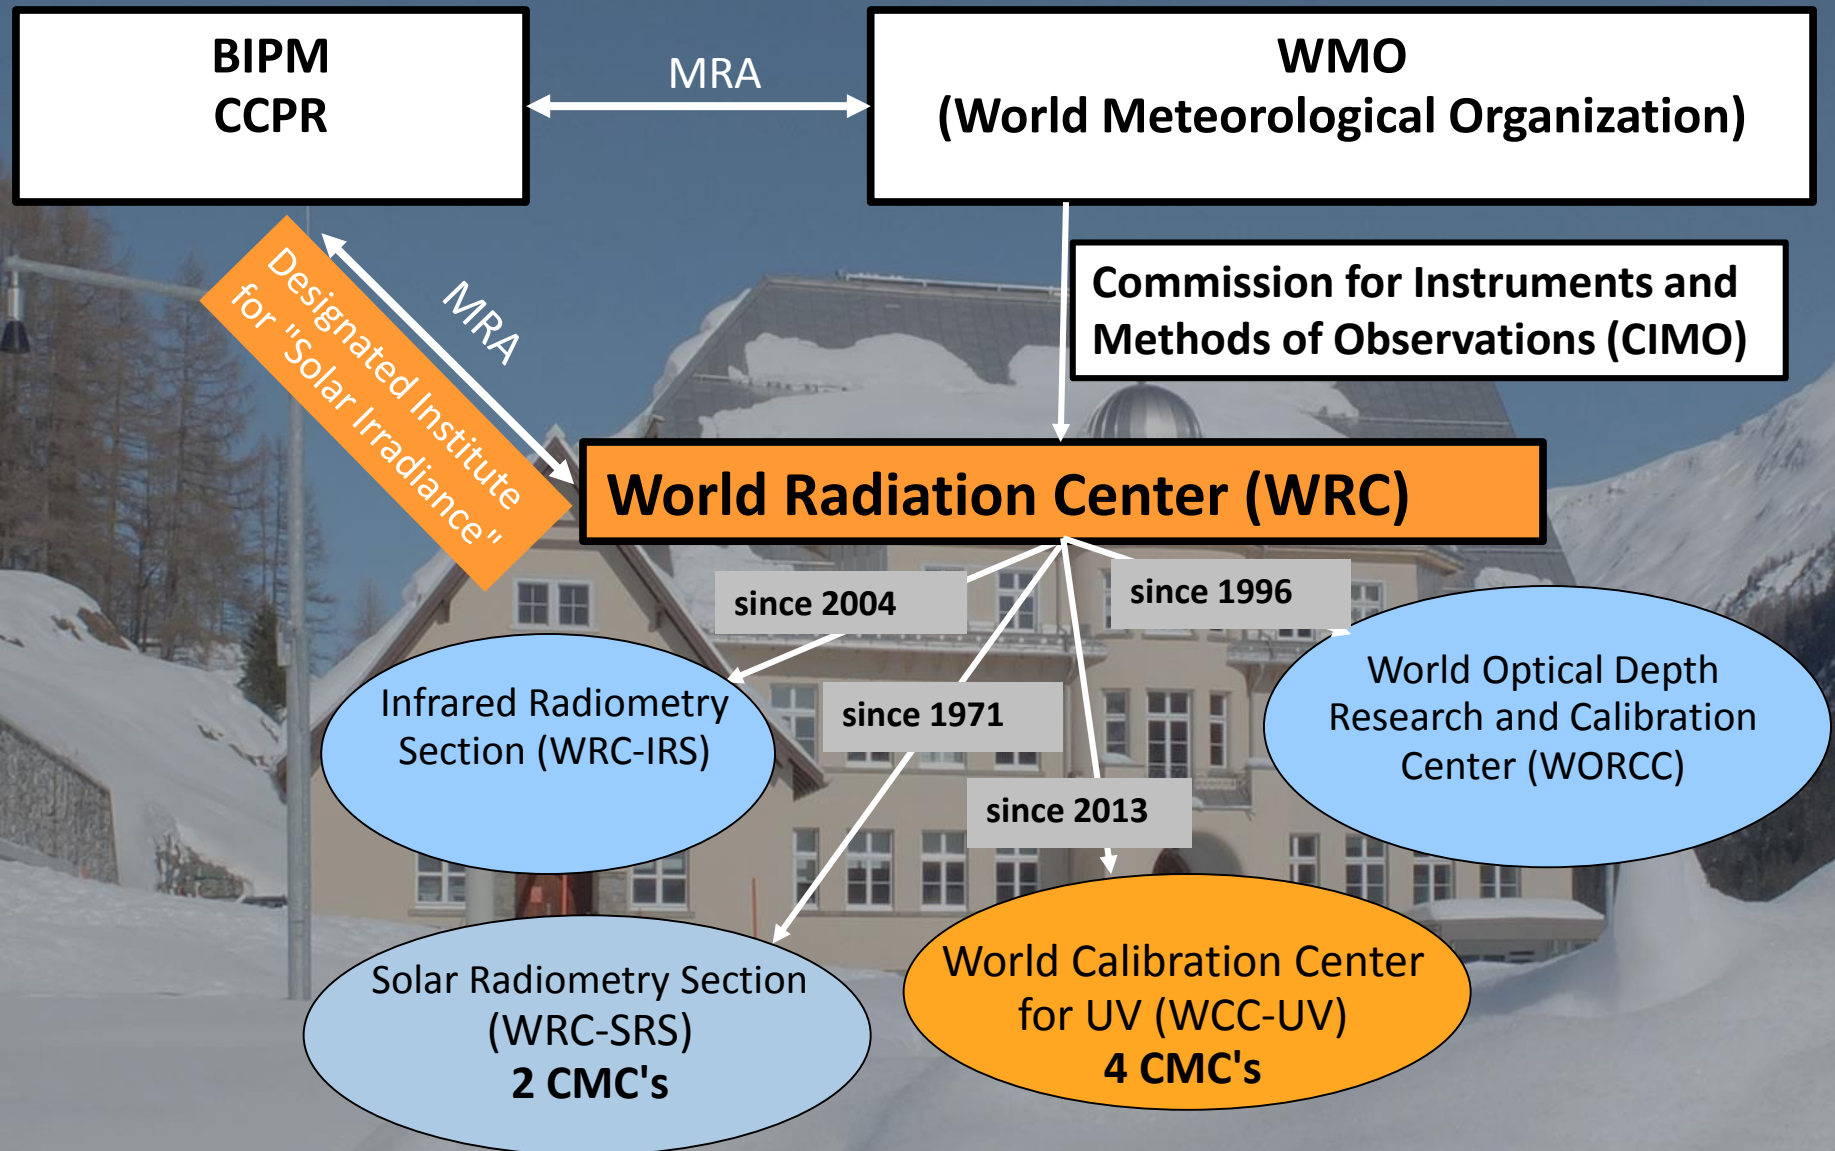 BIPM
CCPR
MRA
WMO
(World Meteorological Organization)
Designated Institute
for "Solar Irradiance"
MRA
Commission for Instruments and
Methods of Observations (CIMO)
World Radiation Center (WRC)
since 2004
since 1996
Infrared Radiometry
Section (WRC-IRS)
since 1971
World Optical Depth
Research and Calibration
Center (WORCC)
since 2013
Solar Radiometry Section
(WRC-SRS)
2 CMC's
World Calibration Center
for UV (WCC-UV)
4 CMC's